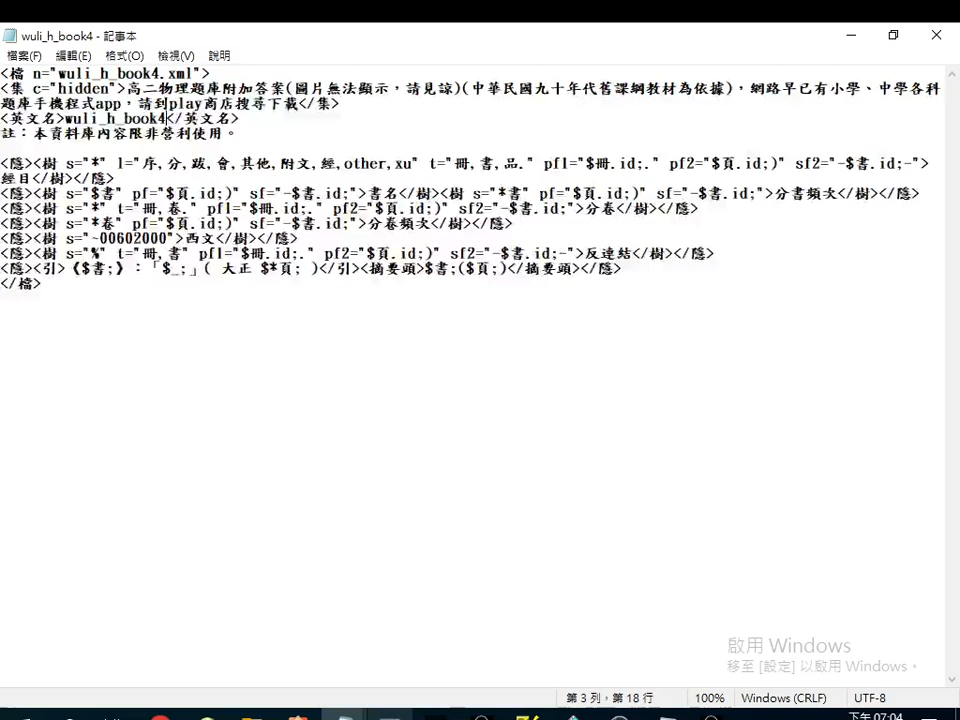 wuli_h_book4 - 記事本
檔案(F) 編輯(E) 格式(O) 檢視(V) 說明
<檔 n="wuli_h_book4.xml">
<集 c="hidden">高二物理題庫附加答案(圖片無法顯示，請見諒)(中華民國九十年代舊課綱教材為依據)，網路早已有小學、中學各科
題庫手機程式app，請到play商店搜尋下載</集>
<英文名>wuli_h_book4</英文名>
註：本資料庫內容限非營利使用。
<隱><樹 s="*" l="序,分,跋,會,其他,附文,經,other,xu" t="冊,書,品." pf1="$冊.id;." pf2="$頁.id;)" sf2="-$書.id;-">
經目</樹></隱>
<隱><樹 s="$書" pf="$頁.id;)" sf="-$書.id;">書名</樹><樹 s="*書" pf="$頁.id;)" sf="-$書.id;">分書頻次</樹></隱>
<隱><樹 s="*" t="冊,卷." pf1="$冊.id;." pf2="$頁.id;)" sf2="-$書.id;">分卷</樹></隱>
<隱><樹 s="*卷" pf="$頁.id;)" sf="-$書.id;">分卷頻次</樹></隱>
<隱><樹 s="~00602000">西文</樹></隱>
<隱><樹 s="%" t="冊,書" pf1="$冊.id;." pf2="$頁.id;)" sf2="-$書.id;-">反連結</樹></隱>
<隱><引>《$書;》：「$_;」( 大正 $*頁; )</引><摘要頭>$書;($頁;)</摘要頭></隱>
</檔>
啟用 Windows
移至 [設定] 以啟用 Windows。
第 3 列，第 18 行 100% Windows (CRLF) UTF-8
下午 07:04